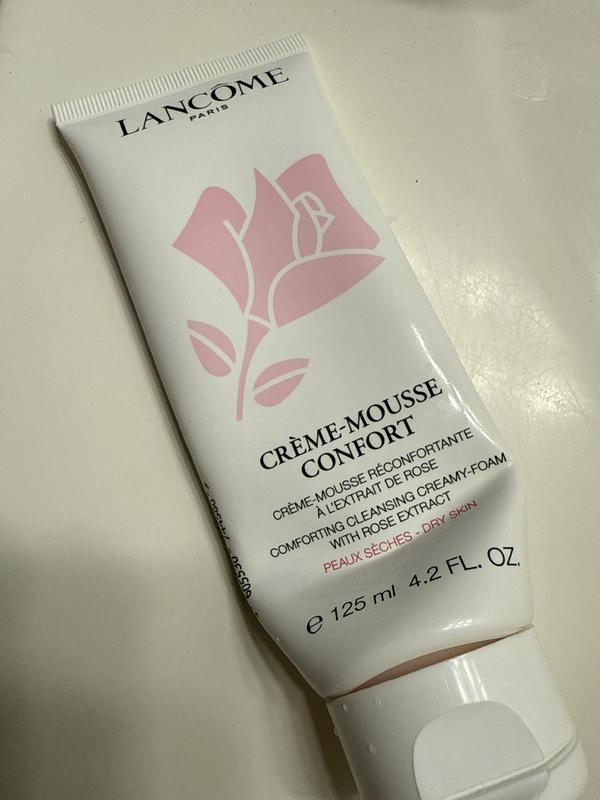 LANCÔME
PARIS
CRÈME-MOUSSE
CONFORT
CRÈME-MOUSSE RÉCONFORTANTE
À L'EXTRAIT DE ROSE
COMFORTING CLEANSING CREAMY-FOAM
WITH ROSE EXTRACT
PEAUX SÈCHES - DRY SKIN
℮ 125 ml 4.2 FL. OZ.